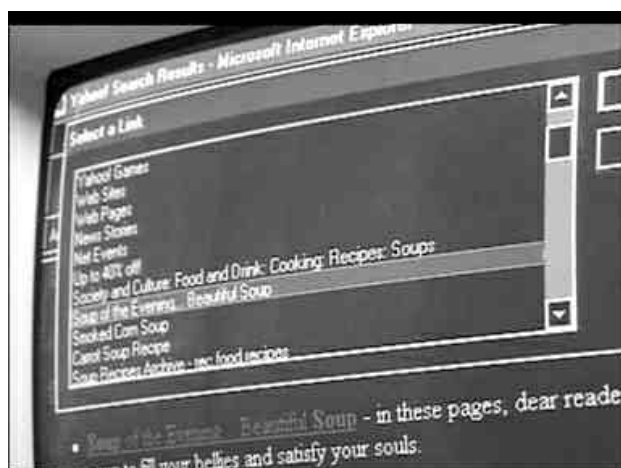 Yahoo! Search Results - Microsoft Internet Explorer
Select a Link
Yahoo! Games
Web Sites
Web Pages
News Stories
Net Events
Up to 40% off!
Society and Culture: Food and Drink: Cooking: Recipes: Soups
Soup of the Evening... Beautiful Soup
Smoked Corn Soup
Carrot Soup Recipe
Soup Recipes Archive - rec.food.recipes
• Soup of the Evening... Beautiful Soup - in these pages, dear reade
to fill your bellies and satisfy your souls: